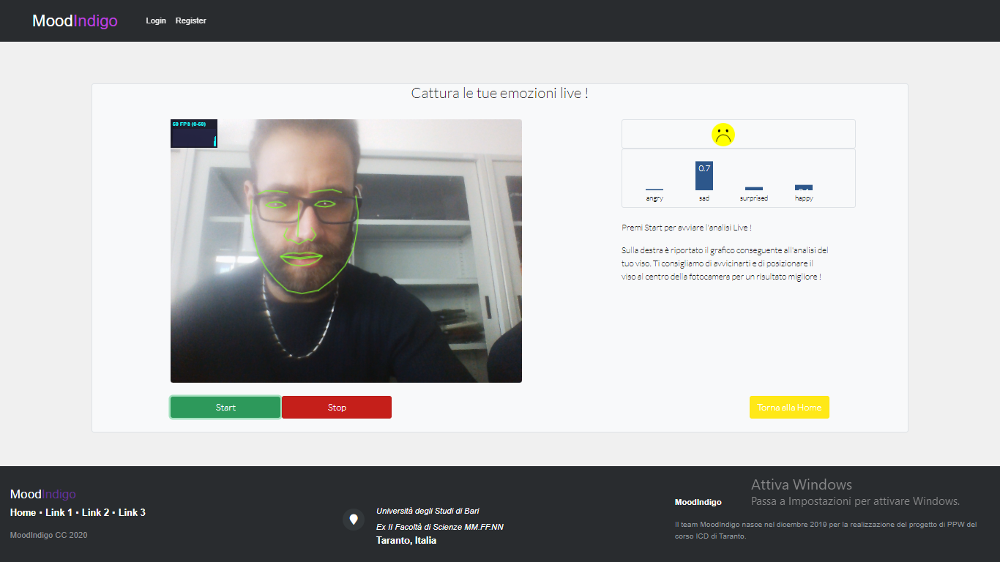 MoodIndigo
Login Register
Cattura le tue emozioni live !
59 FPS (0-59)
0.7
angry sad surprised happy
Premi Start per avviare l'analisi Live !
Sulla destra è riportato il grafico conseguente all'analisi del
tuo viso. Ti consigliamo di avvicinarti e di posizionare il
viso al centro della fotocamera per un risultato migliore !
Start Stop Torna alla Home
MoodIndigo
Home • Link 1 • Link 2 • Link 3
MoodIndigo CC 2020
Università degli Studi di Bari
Ex II Facoltà di Scienze MM.FF.NN
Taranto, Italia
Attiva Windows
Passa a Impostazioni per attivare Windows.
MoodIndigo
Il team MoodIndigo nasce nel dicembre 2019 per la realizzazione del progetto di PPW del
corso ICD di Taranto.